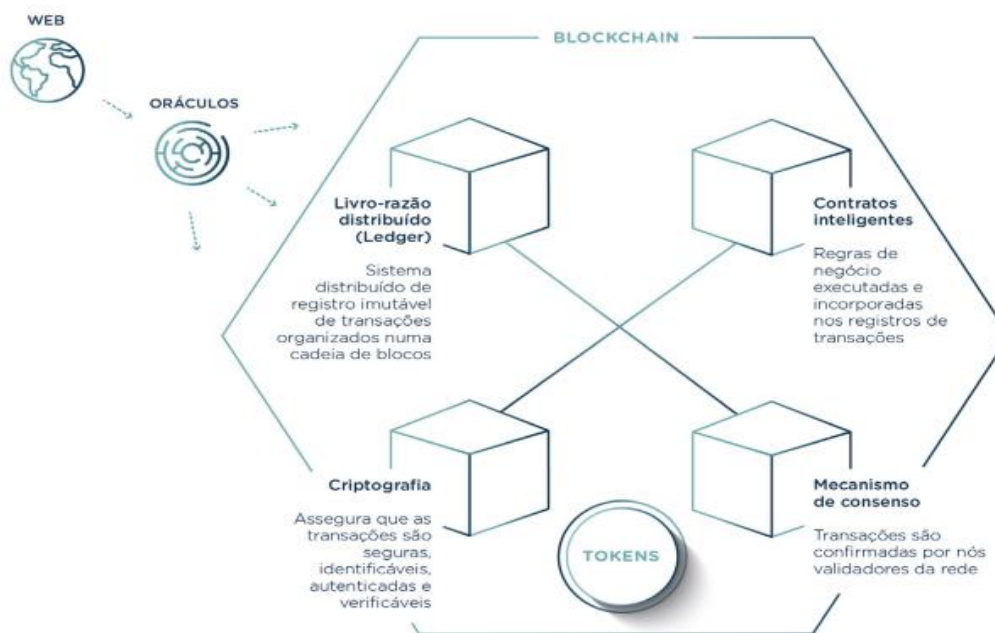 WEB
ORÁCULOS
BLOCKCHAIN
Livro-razão
distribuído
(Ledger)
Sistema
distribuído de
registro imutável
de transações
organizados numa
cadeia de blocos
Contratos
inteligentes
Regras de
negócio
executadas e
incorporadas
nos registros de
transações
Criptografia
Assegura que as
transações são
seguras,
identificáveis,
autenticadas e
verificáveis
TOKENS
Mecanismo
de consenso
Transações são
confirmadas por nós
validadores da rede